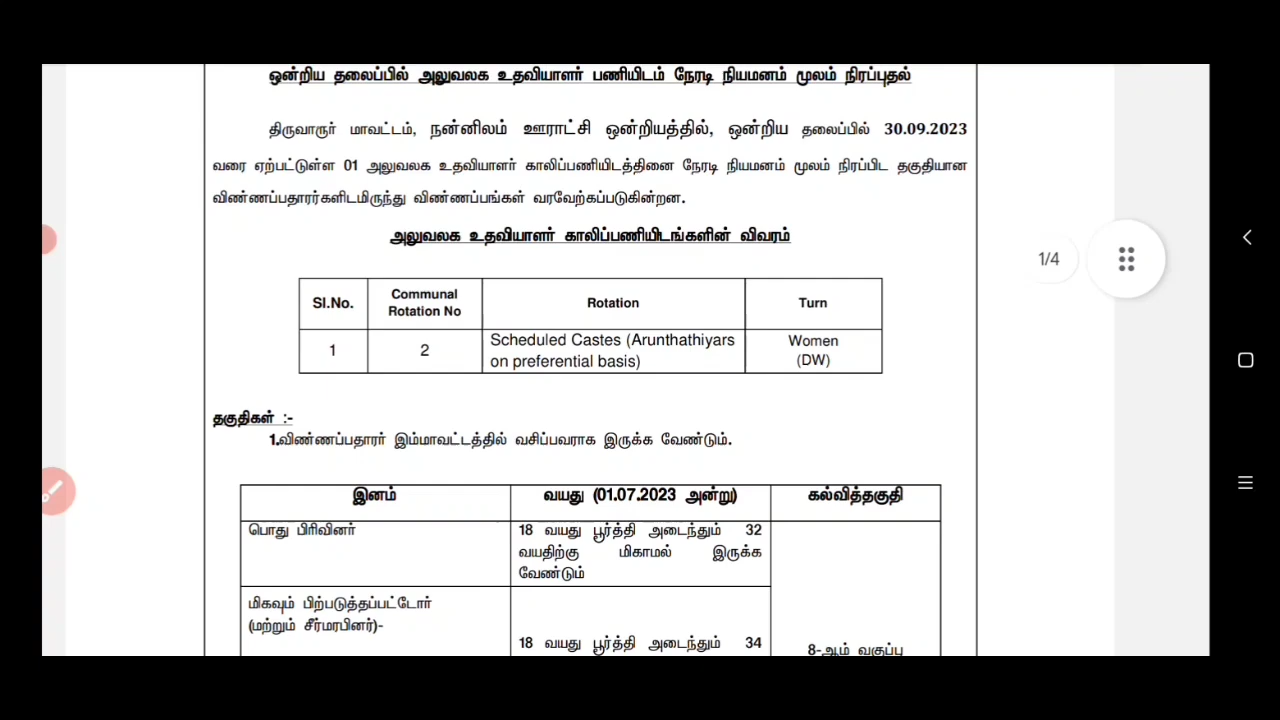 ஒன்றிய தலைப்பில் அலுவலக உதவியாளர் பணியிடம் நேரடி நியமனம் மூலம் நிரப்புதல்
திருவாரூர் மாவட்டம், நன்னிலம் ஊராட்சி ஒன்றியத்தில், ஒன்றிய தலைப்பில் 30.09.2023
வரை ஏற்பட்டுள்ள 01 அலுவலக உதவியாளர் காலிப்பணியிடத்தினை நேரடி நியமனம் மூலம் நிரப்பிட தகுதியான
விண்ணப்பதாரர்களிடமிருந்து விண்ணப்பங்கள் வரவேற்கப்படுகின்றன.
அலுவலக உதவியாளர் காலிப்பணியிடங்களின் விவரம்
1/4
Sl.No. Communal Rotation No Rotation Turn
1 2 Scheduled Castes (Arunthathiyars on preferential basis) Women (DW)
தகுதிகள் :-
1.விண்ணப்பதாரர் இம்மாவட்டத்தில் வசிப்பவராக இருக்க வேண்டும்.
இனம் வயது (01.07.2023 அன்று) கல்வித்தகுதி
பொது பிரிவினர் 18 வயது பூர்த்தி அடைந்தும் 32
வயதிற்கு மிகாமல் இருக்க
வேண்டும்
மிகவும் பிற்படுத்தப்பட்டோர்
(மற்றும் சீர்மரபினர்)-
18 வயது பூர்த்தி அடைந்தும் 34 8-ஆம் வகுப்பு